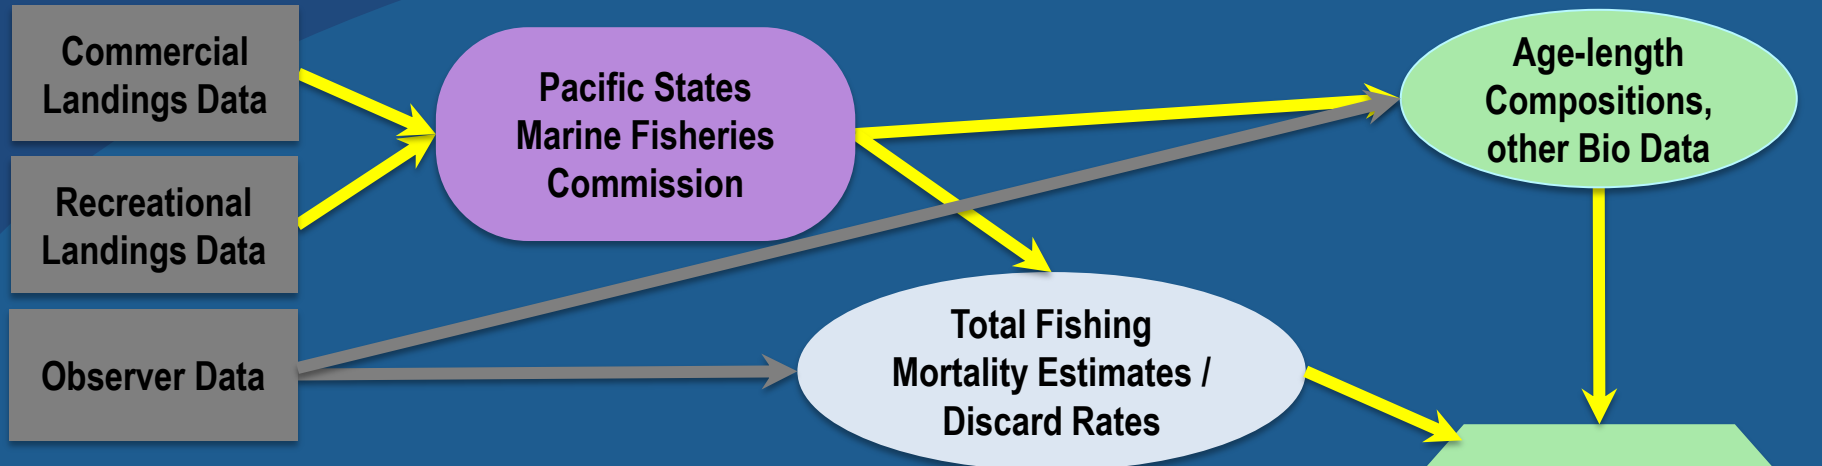 Commercial
Landings Data
Pacific States
Marine Fisheries
Commission
Age-length
Compositions,
other Bio Data
Recreational
Landings Data
Observer Data
Total Fishing
Mortality Estimates /
Discard Rates